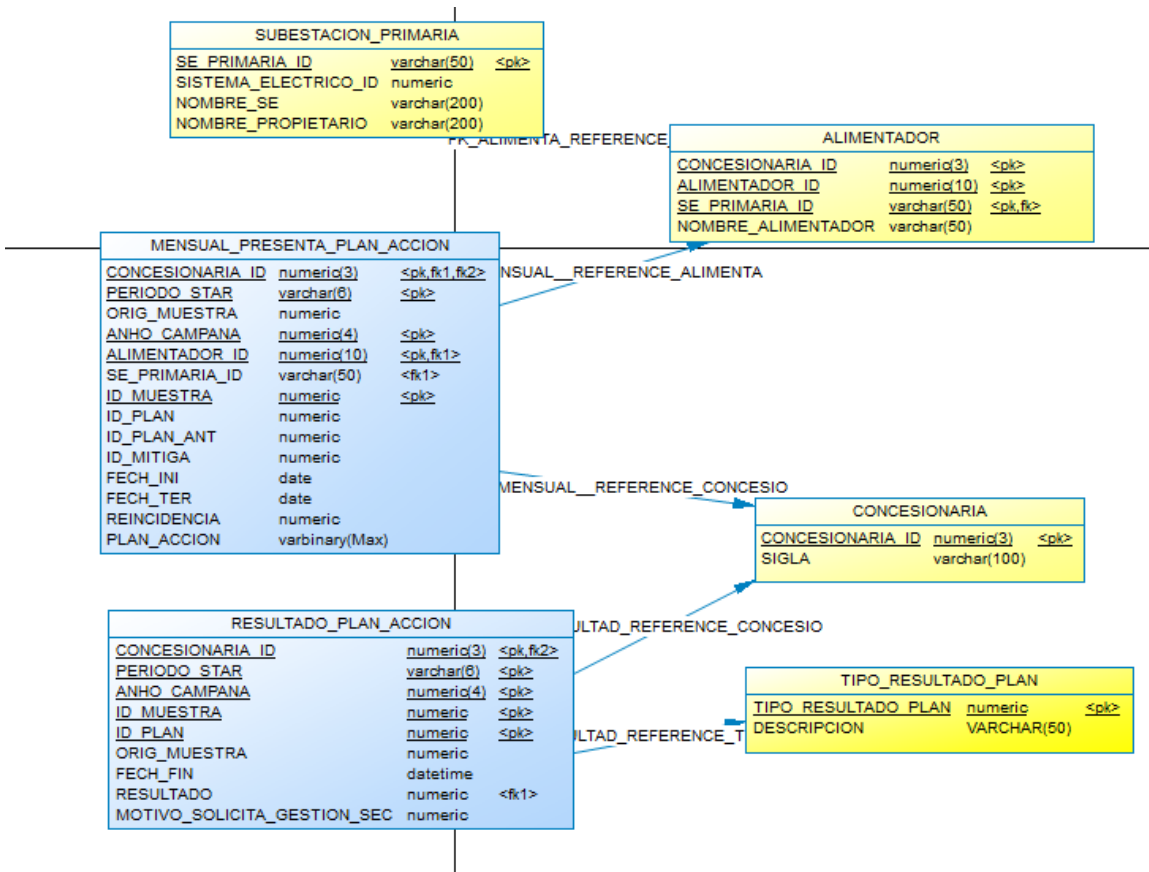 SUBESTACION_PRIMARIA
SE_PRIMARIA_ID varchar(50) <pk>
SISTEMA_ELECTRICO_ID numeric
NOMBRE_SE varchar(200)
NOMBRE_PROPIETARIO varchar(200)
FK_ALIMENTA_REFERENCE_
ALIMENTADOR
CONCESIONARIA_ID numeric(3) <pk>
ALIMENTADOR_ID numeric(10) <pk>
SE_PRIMARIA_ID varchar(50) <pk,fk>
NOMBRE_ALIMENTADOR varchar(50)
MENSUAL_PRESENTA_PLAN_ACCION
CONCESIONARIA_ID numeric(3) <pk,fk1,fk2>
PERIODO_STAR varchar(6) <pk>
ORIG_MUESTRA numeric
ANHO_CAMPANA numeric(4) <pk>
ALIMENTADOR_ID numeric(10) <pk,fk1>
SE_PRIMARIA_ID varchar(50) <fk1>
ID_MUESTRA numeric <pk>
ID_PLAN numeric
ID_PLAN_ANT numeric
ID_MITIGA numeric
FECH_INI date
FECH_TER date
REINCIDENCIA numeric
PLAN_ACCION varbinary(Max)
NSUAL__REFERENCE_ALIMENTA
MENSUAL__REFERENCE_CONCESIO
CONCESIONARIA
CONCESIONARIA_ID numeric(3) <pk>
SIGLA varchar(100)
RESULTADO_PLAN_ACCION
CONCESIONARIA_ID numeric(3) <pk,fk2>
PERIODO_STAR varchar(6) <pk>
ANHO_CAMPANA numeric(4) <pk>
ID_MUESTRA numeric <pk>
ID_PLAN numeric <pk>
ORIG_MUESTRA numeric
FECH_FIN datetime
RESULTADO numeric <fk1>
MOTIVO_SOLICITA_GESTION_SEC numeric
ULTAD_REFERENCE_CONCESIO
TIPO_RESULTADO_PLAN
TIPO_RESULTADO_PLAN numeric <pk>
DESCRIPCION VARCHAR(50)
ULTAD_REFERENCE_T